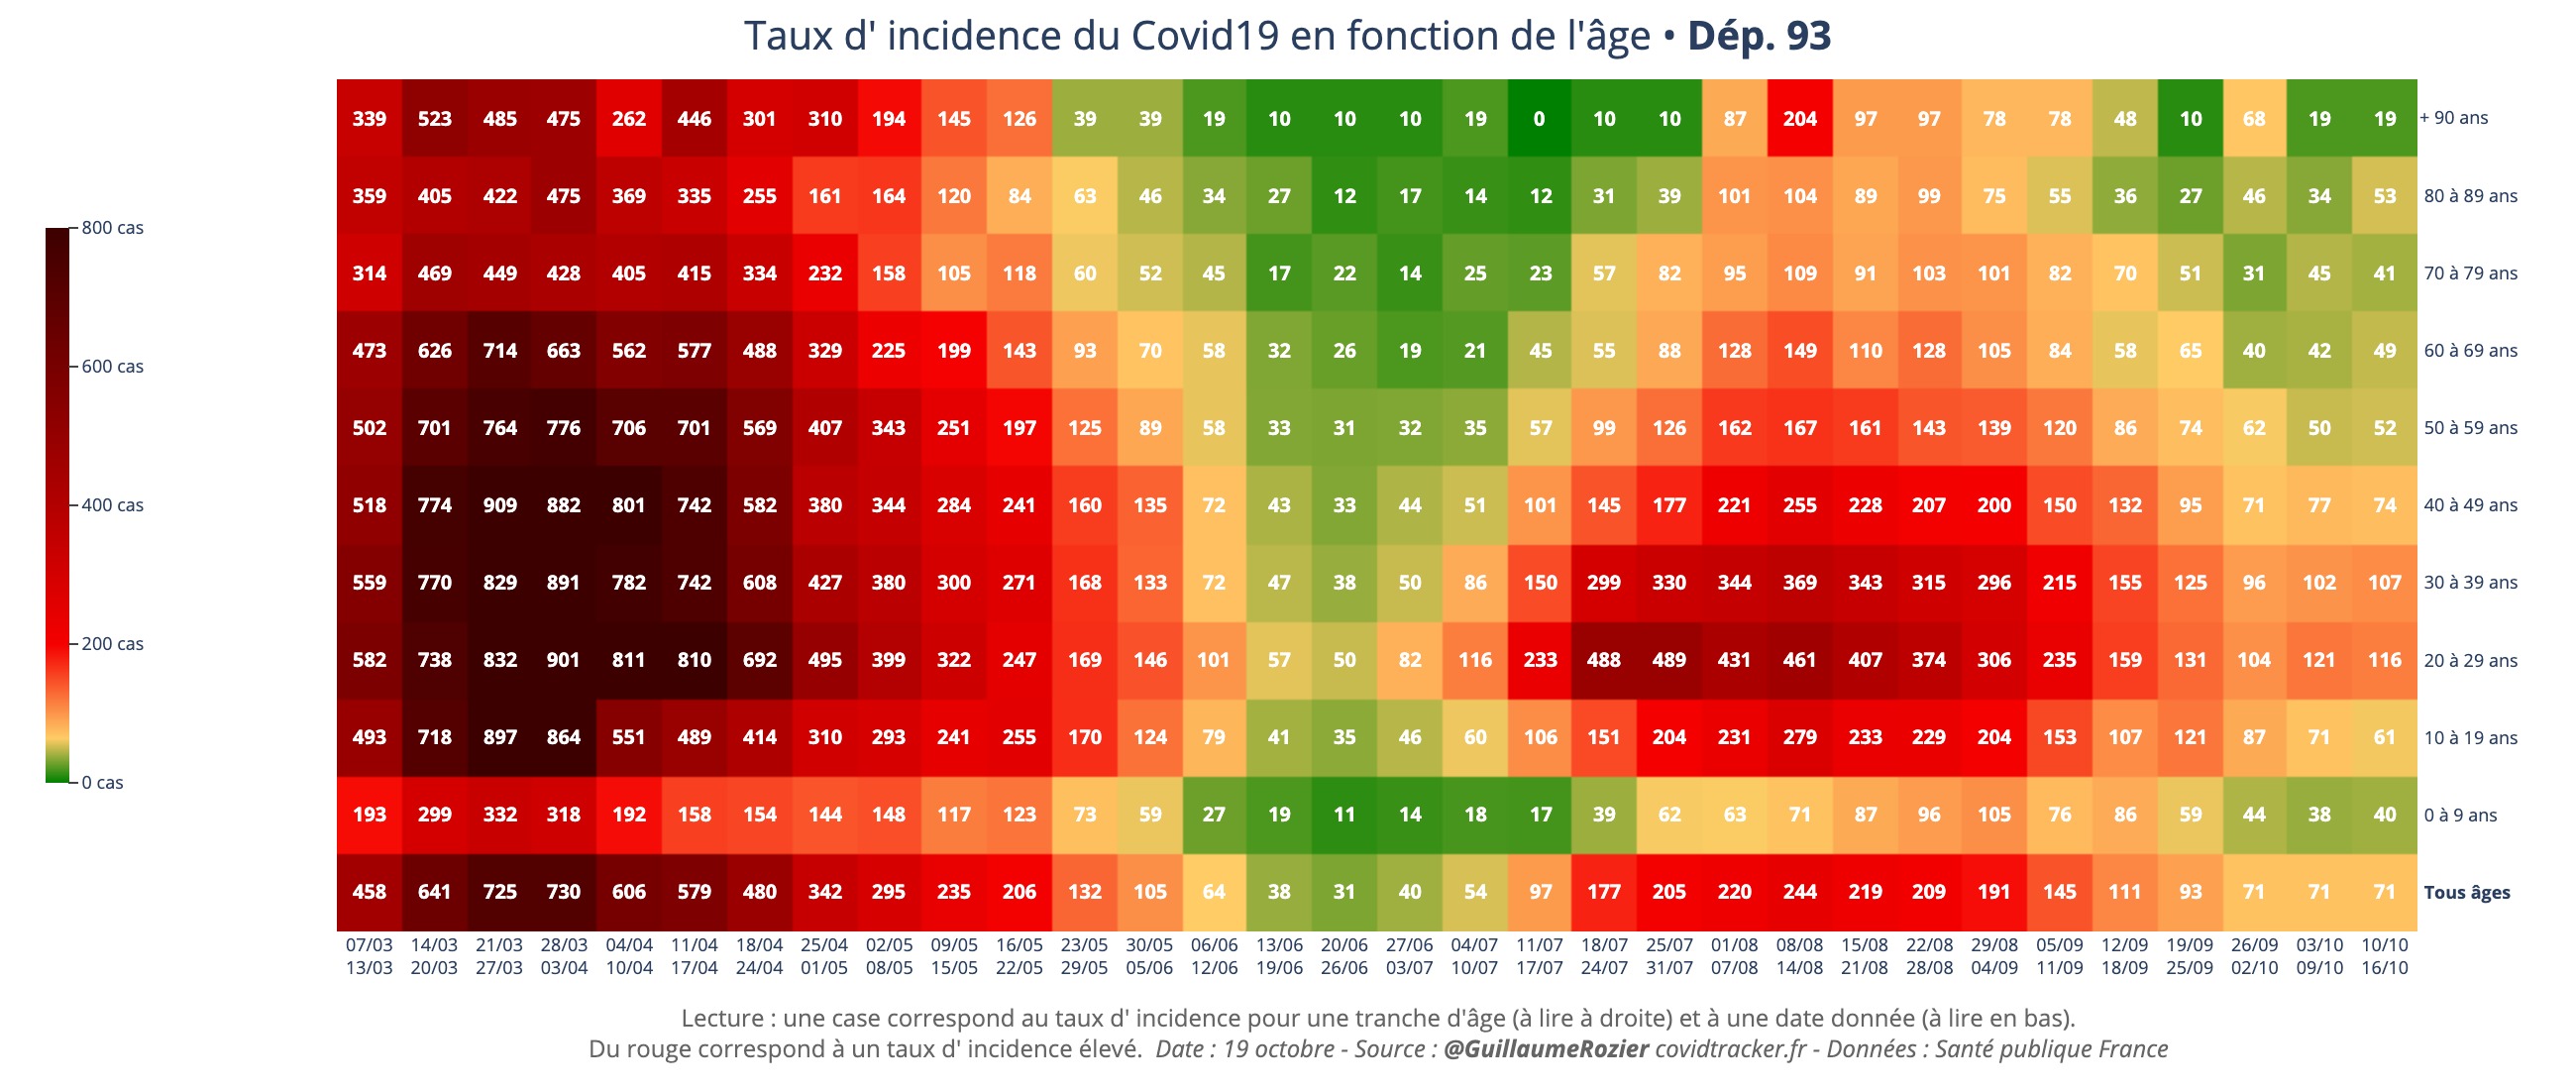 Taux d' incidence du Covid19 en fonction de l'âge • Dép. 93
339 523 485 475 262 446 301 310 194 145 126 39 39 19 10 10 10 19 0 10 10 87 204 97 97 78 78 48 10 68 19 19 + 90 ans
359 405 422 475 369 335 255 161 164 120 84 63 46 34 27 12 17 14 12 31 39 101 104 89 99 75 55 36 27 46 34 53 80 à 89 ans
800 cas
314 469 449 428 405 415 334 232 158 105 118 60 52 45 17 22 14 25 23 57 82 95 109 91 103 101 82 70 51 31 45 41 70 à 79 ans
473 626 714 663 562 577 488 329 225 199 143 93 70 58 32 26 19 21 45 55 88 128 149 110 128 105 84 58 65 40 42 49 60 à 69 ans
600 cas
502 701 764 776 706 701 569 407 343 251 197 125 89 58 33 31 32 35 57 99 126 162 167 161 143 139 120 86 74 62 50 52 50 à 59 ans
400 cas
518 774 909 882 801 742 582 380 344 284 241 160 135 72 43 33 44 51 101 145 177 221 255 228 207 200 150 132 95 71 77 74 40 à 49 ans
559 770 829 891 782 742 608 427 380 300 271 168 133 72 47 38 50 86 150 299 330 344 369 343 315 296 215 155 125 96 102 107 30 à 39 ans
200 cas
582 738 832 901 811 810 692 495 399 322 247 169 146 101 57 50 82 116 233 488 489 431 461 407 374 306 235 159 131 104 121 116 20 à 29 ans
493 718 897 864 551 489 414 310 293 241 255 170 124 79 41 35 46 60 106 151 204 231 279 233 229 204 153 107 121 87 71 61 10 à 19 ans
0 cas
193 299 332 318 192 158 154 144 148 117 123 73 59 27 19 11 14 18 17 39 62 63 71 87 96 105 76 86 59 44 38 40 0 à 9 ans
458 641 725 730 606 579 480 342 295 235 206 132 105 64 38 31 40 54 97 177 205 220 244 219 209 191 145 111 93 71 71 71 Tous âges
07/03 14/03 21/03 28/03 04/04 11/04 18/04 25/04 02/05 09/05 16/05 23/05 30/05 06/06 13/06 20/06 27/06 04/07 11/07 18/07 25/07 01/08 08/08 15/08 22/08 29/08 05/09 12/09 19/09 26/09 03/10 10/10
13/03 20/03 27/03 03/04 10/04 17/04 24/04 01/05 08/05 15/05 22/05 29/05 05/06 12/06 19/06 26/06 03/07 10/07 17/07 24/07 31/07 07/08 14/08 21/08 28/08 04/09 11/09 18/09 25/09 02/10 09/10 16/10
Lecture : une case correspond au taux d' incidence pour une tranche d'âge (à lire à droite) et à une date donnée (à lire en bas).
Du rouge correspond à un taux d' incidence élevé. Date : 19 octobre - Source : @GuillaumeRozier covidtracker.fr - Données : Santé publique France